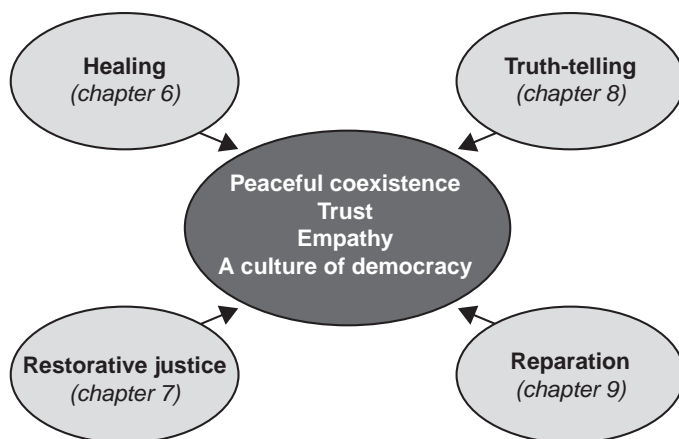 Healing
(chapter 6)
Truth-telling
(chapter 8)
Peaceful coexistence
Trust
Empathy
A culture of democracy
Restorative justice
(chapter 7)
Reparation
(chapter 9)